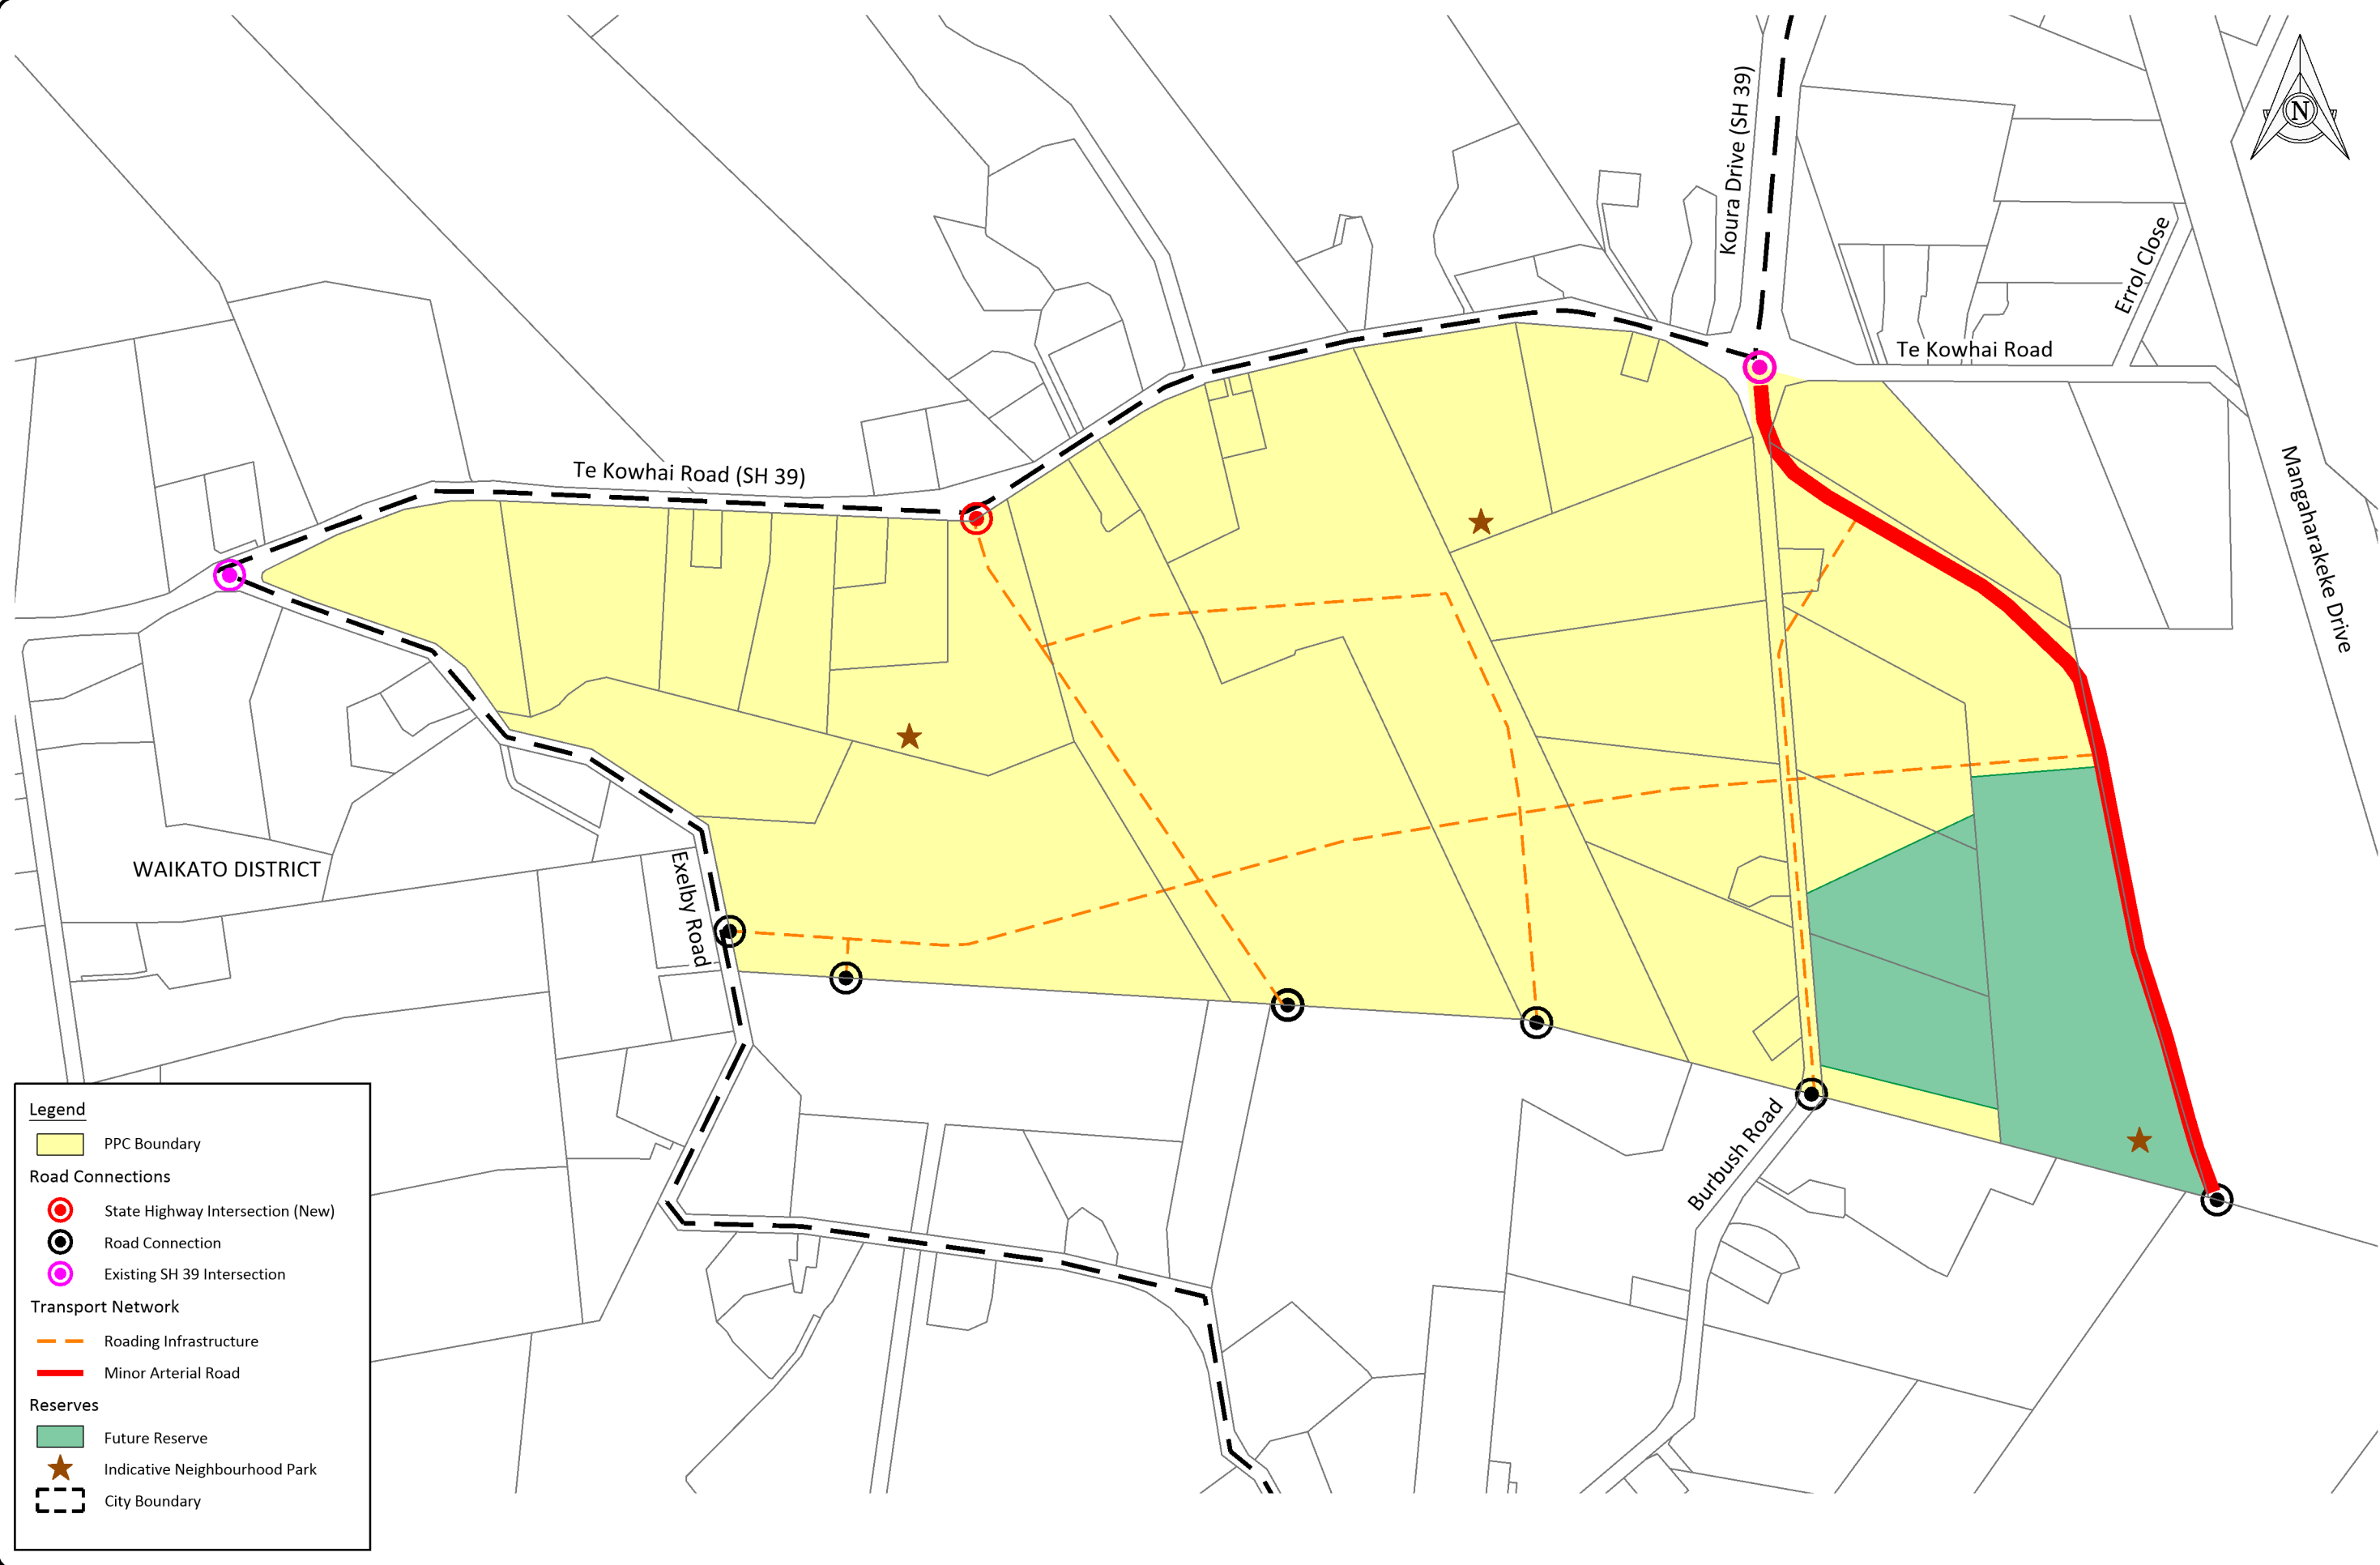 Koura Drive (SH 39)
N
Errol Close
Te Kowhai Road
Te Kowhai Road (SH 39)
Mangaharakeke Drive
WAIKATO DISTRICT
Exelby Road
Burbush Road
Legend
PPC Boundary
Road Connections
State Highway Intersection (New)
Road Connection
Existing SH 39 Intersection
Transport Network
Roading Infrastructure
Minor Arterial Road
Reserves
Future Reserve
Indicative Neighbourhood Park
City Boundary